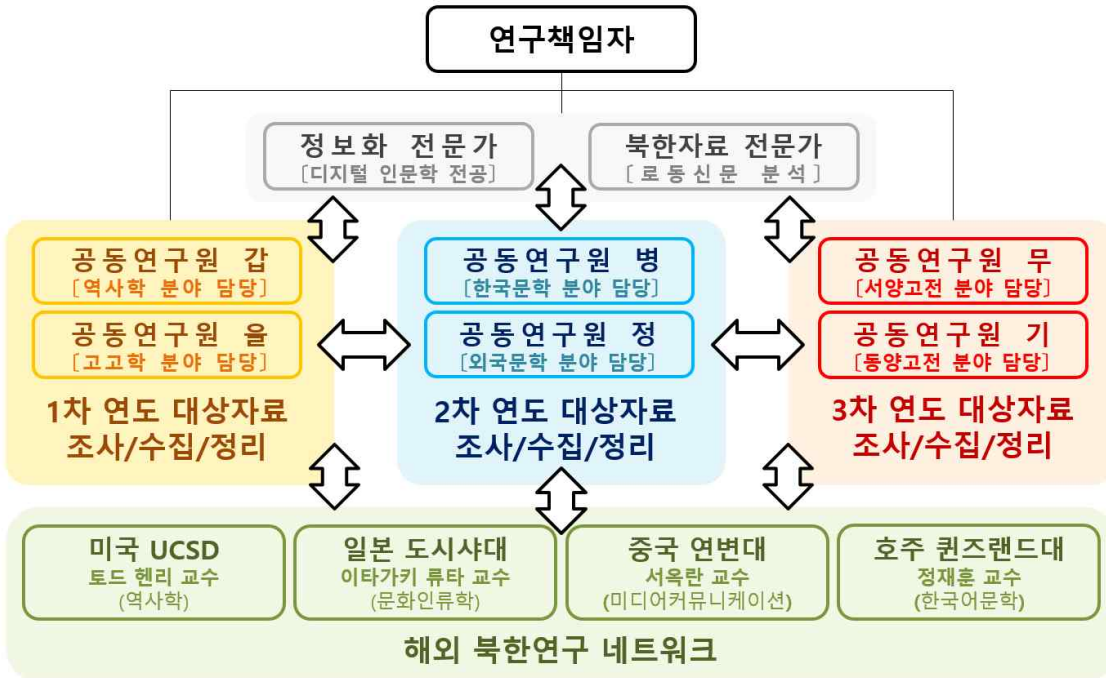 연구책임자
정보화 전문가
[디지털 인문학 전공]
북한자료 전문가
[로동신문 분석]
공동연구원 갑
[역사학 분야 담당]
공동연구원 을
[고고학 분야 담당]
1차 연도 대상자료
조사/수집/정리
공동연구원 병
[한국문학 분야 담당]
공동연구원 정
[외국문학 분야 담당]
2차 연도 대상자료
조사/수집/정리
공동연구원 무
[서양고전 분야 담당]
공동연구원 기
[동양고전 분야 담당]
3차 연도 대상자료
조사/수집/정리
미국 UCSD
토드 헨리 교수
(역사학)
일본 도시샤대
이타가키 류타 교수
(문화인류학)
중국 연변대
서옥란 교수
(미디어커뮤니케이션)
호주 퀸즈랜드대
정재훈 교수
(한국어문학)
해외 북한연구 네트워크